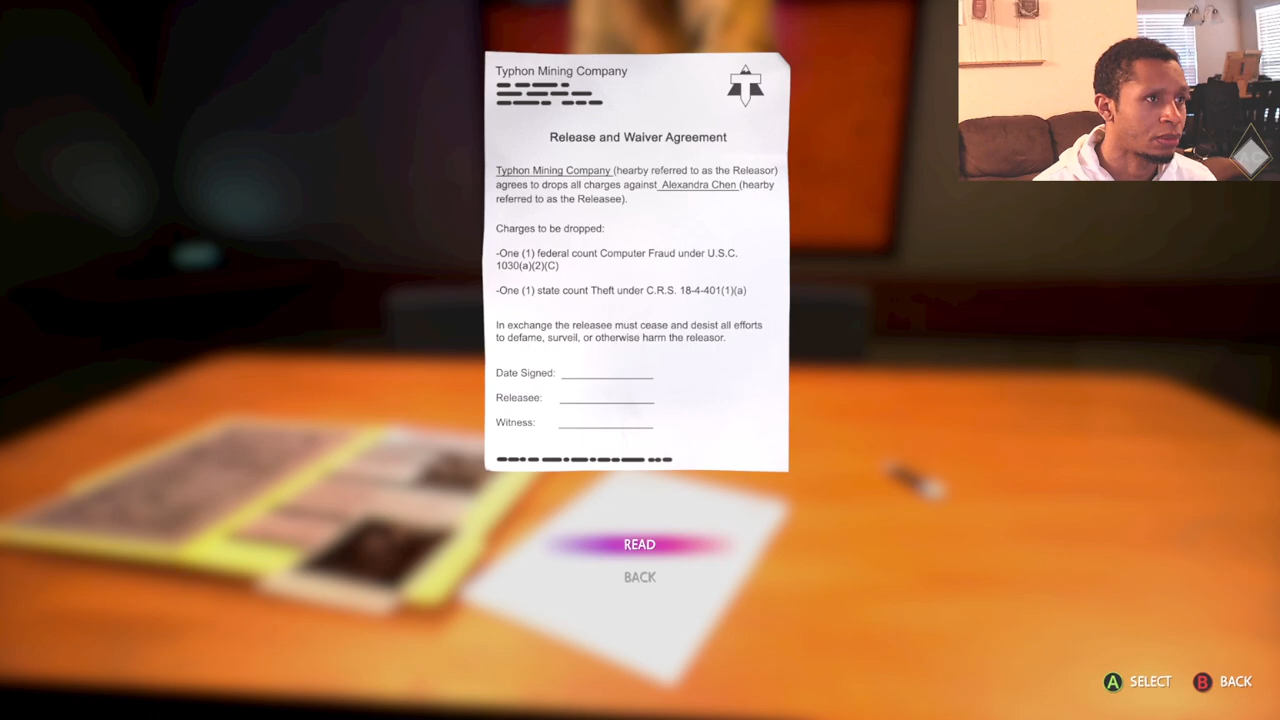 Typhon Mining Company
Release and Waiver Agreement
Typhon Mining Company (hearby referred to as the Releasor)
agrees to drops all charges against Alexandra Chen (hearby
referred to as the Releasee).
Charges to be dropped:
-One (1) federal count Computer Fraud under U.S.C.
1030(a)(2)(C)
-One (1) state count Theft under C.R.S. 18-4-401(1)(a)
In exchange the releasee must cease and desist all efforts
to defame, surveil, or otherwise harm the releasor.
Date Signed:
Releasee:
Witness:
READ
BACK
A SELECT B BACK